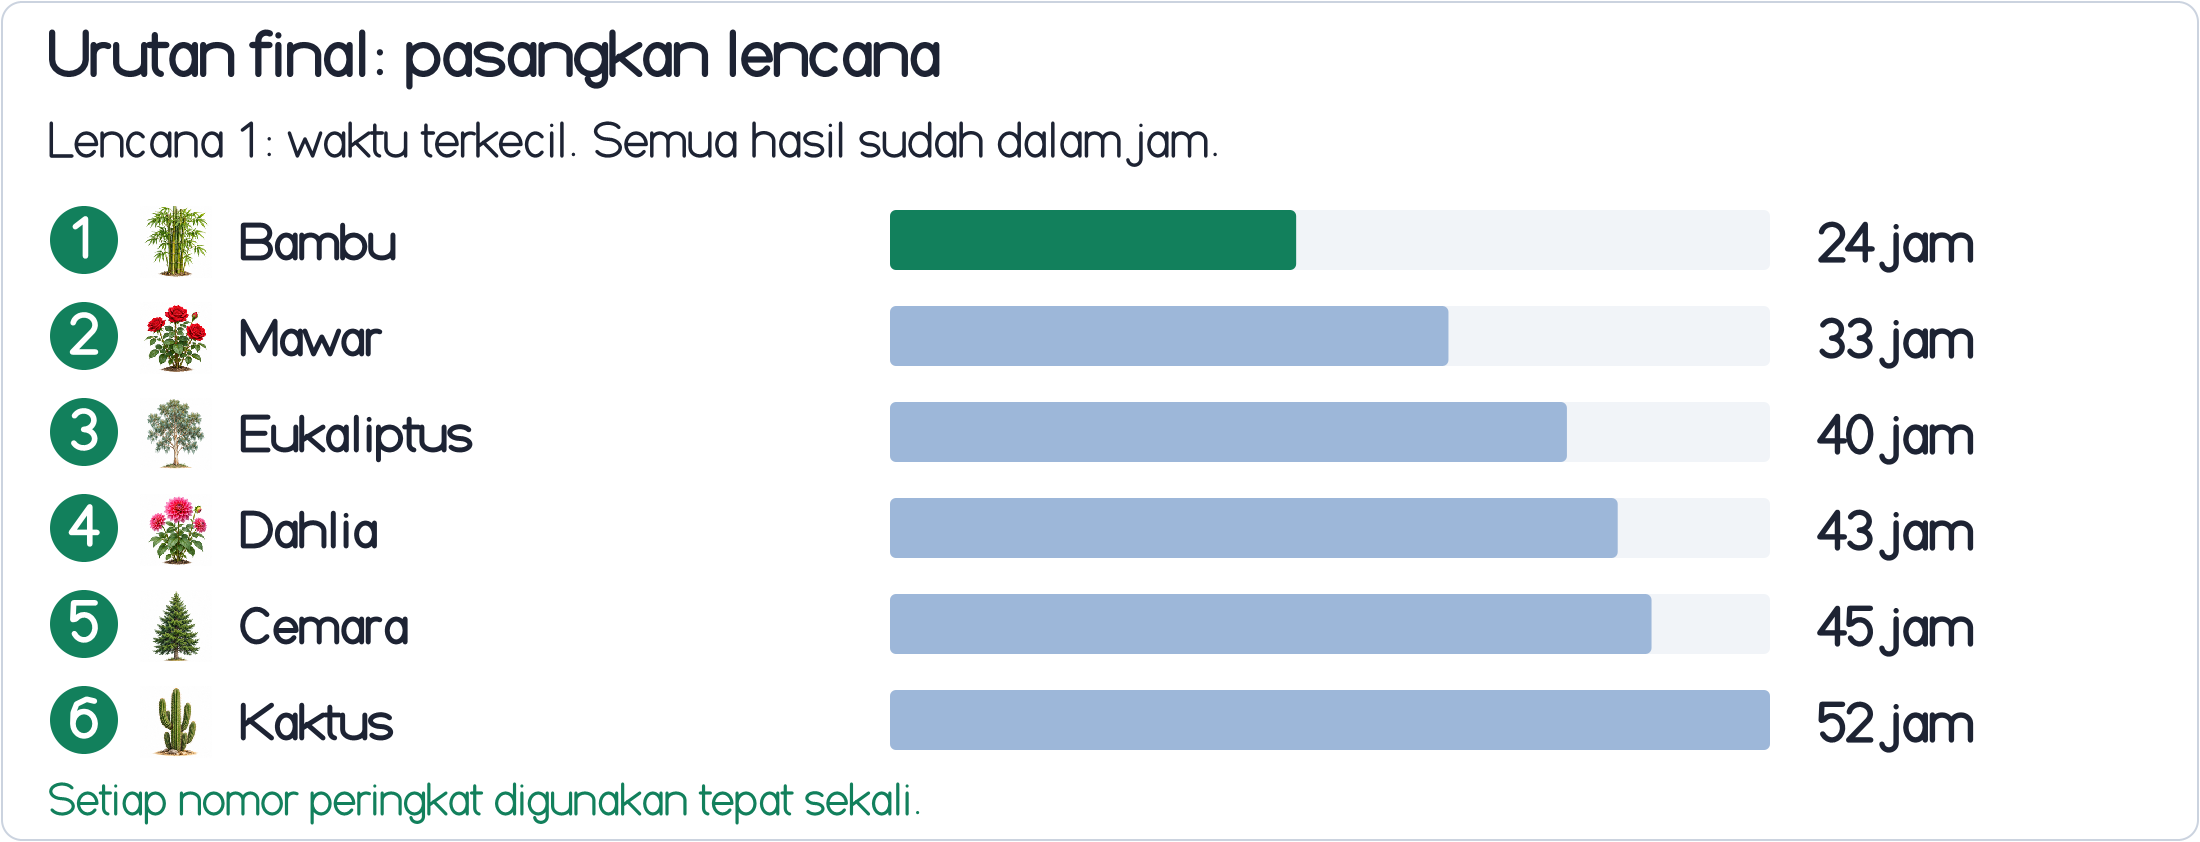 Urutan final: pasangkan lencana
Lencana 1: waktu terkecil. Semua hasil sudah dalam jam.
1 Bambu 24 jam
2 Mawar 33 jam
3 Eukaliptus 40 jam
4 Dahlia 43 jam
5 Cemara 45 jam
6 Kaktus 52 jam
Setiap nomor peringkat digunakan tepat sekali.